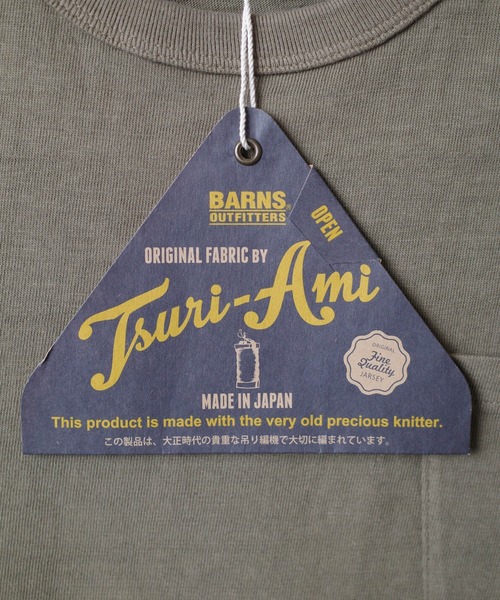 BARNS®
OUTFITTERS
OPEN
ORIGINAL FABRIC BY
Tsuri-Ami
ORIGINAL
Fine
Quality
JARSEY
MADE IN JAPAN
This product is made with the very old precious knitter.
この製品は、大正時代の貴重な吊り編機で大切に編まれています。